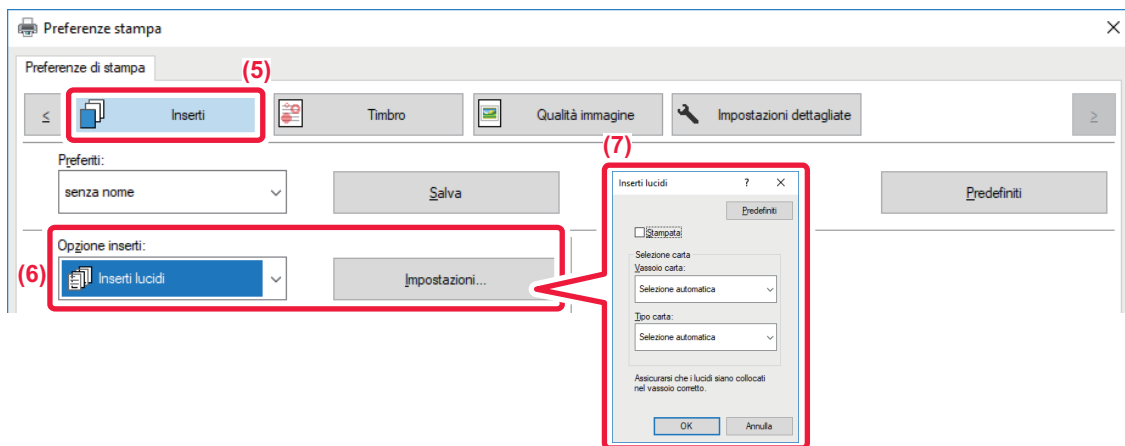 Preferenze stampa
Preferenze di stampa
(5)
<
Inserti
Timbro
Qualità immagine
Impostazioni dettagliate
>
(7)
Preferiti:
senza nome
Salva
Predefiniti
Opzione inserti:
(6)
Inserti lucidi
Impostazioni...
Inserti lucidi
?
Predefiniti
Stampata
Selezione carta
Vassoio carta:
Selezione automatica
Tipo carta:
Selezione automatica
Assicurarsi che i lucidi siano collocati
nel vassoio corretto.
OK
Annulla